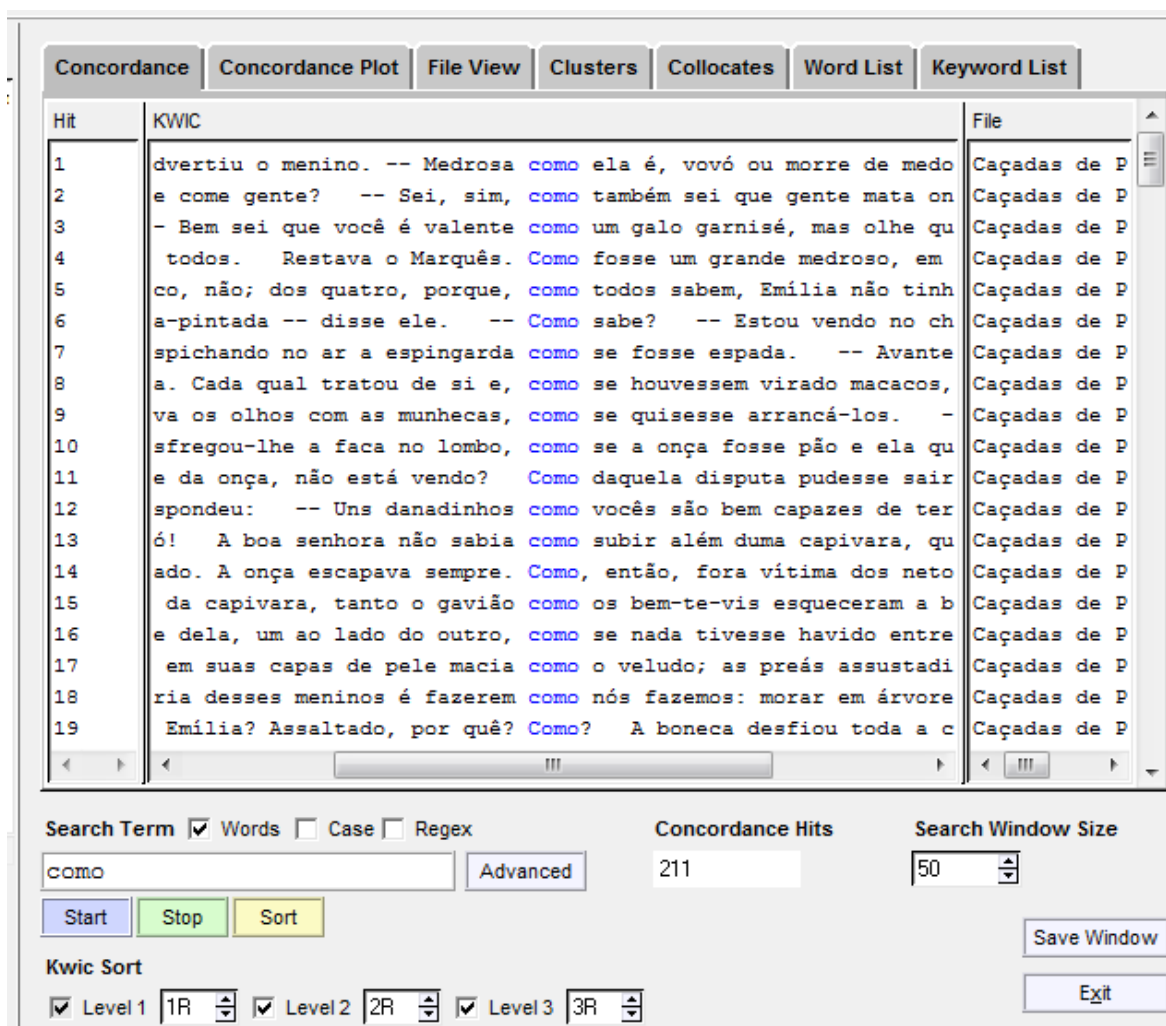 Concordance Concordance Plot File View Clusters Collocates Word List Keyword List
Hit KWIC File
1 dvertiu o menino. -- Medrosa como ela é, vovó ou morre de medo Caçadas de P
2 e come gente? -- Sei, sim, como também sei que gente mata on Caçadas de P
3 - Bem sei que você é valente como um galo garnisé, mas olhe qu Caçadas de P
4 todos. Restava o Marquês. Como fosse um grande medroso, em Caçadas de P
5 co, não; dos quatro, porque, como todos sabem, Emília não tinh Caçadas de P
6 a-pintada -- disse ele. -- Como sabe? -- Estou vendo no ch Caçadas de P
7 spichando no ar a espingarda como se fosse espada. -- Avante Caçadas de P
8 a. Cada qual tratou de si e, como se houvessem virado macacos, Caçadas de P
9 va os olhos com as munhecas, como se quisesse arrancá-los. - Caçadas de P
10 sfregou-lhe a faca no lombo, como se a onça fosse pão e ela qu Caçadas de P
11 e da onça, não está vendo? Como daquela disputa pudesse sair Caçadas de P
12 spondeu: -- Uns danadinhos como vocês são bem capazes de ter Caçadas de P
13 ó! A boa senhora não sabia como subir além duma capivara, qu Caçadas de P
14 ado. A onça escapava sempre. Como, então, fora vítima dos neto Caçadas de P
15 da capivara, tanto o gavião como os bem-te-vis esqueceram a b Caçadas de P
16 e dela, um ao lado do outro, como se nada tivesse havido entre Caçadas de P
17 em suas capas de pele macia como o veludo; as preás assustadi Caçadas de P
18 ria desses meninos é fazerem como nós fazemos: morar em árvore Caçadas de P
19 Emília? Assaltado, por quê? Como? A boneca desfiou toda a c Caçadas de P
Search Term Words Case Regex Concordance Hits Search Window Size
como Advanced 211 50
Start Stop Sort
Save Window
Kwic Sort
Level 1 1R Level 2 2R Level 3 3R Exit